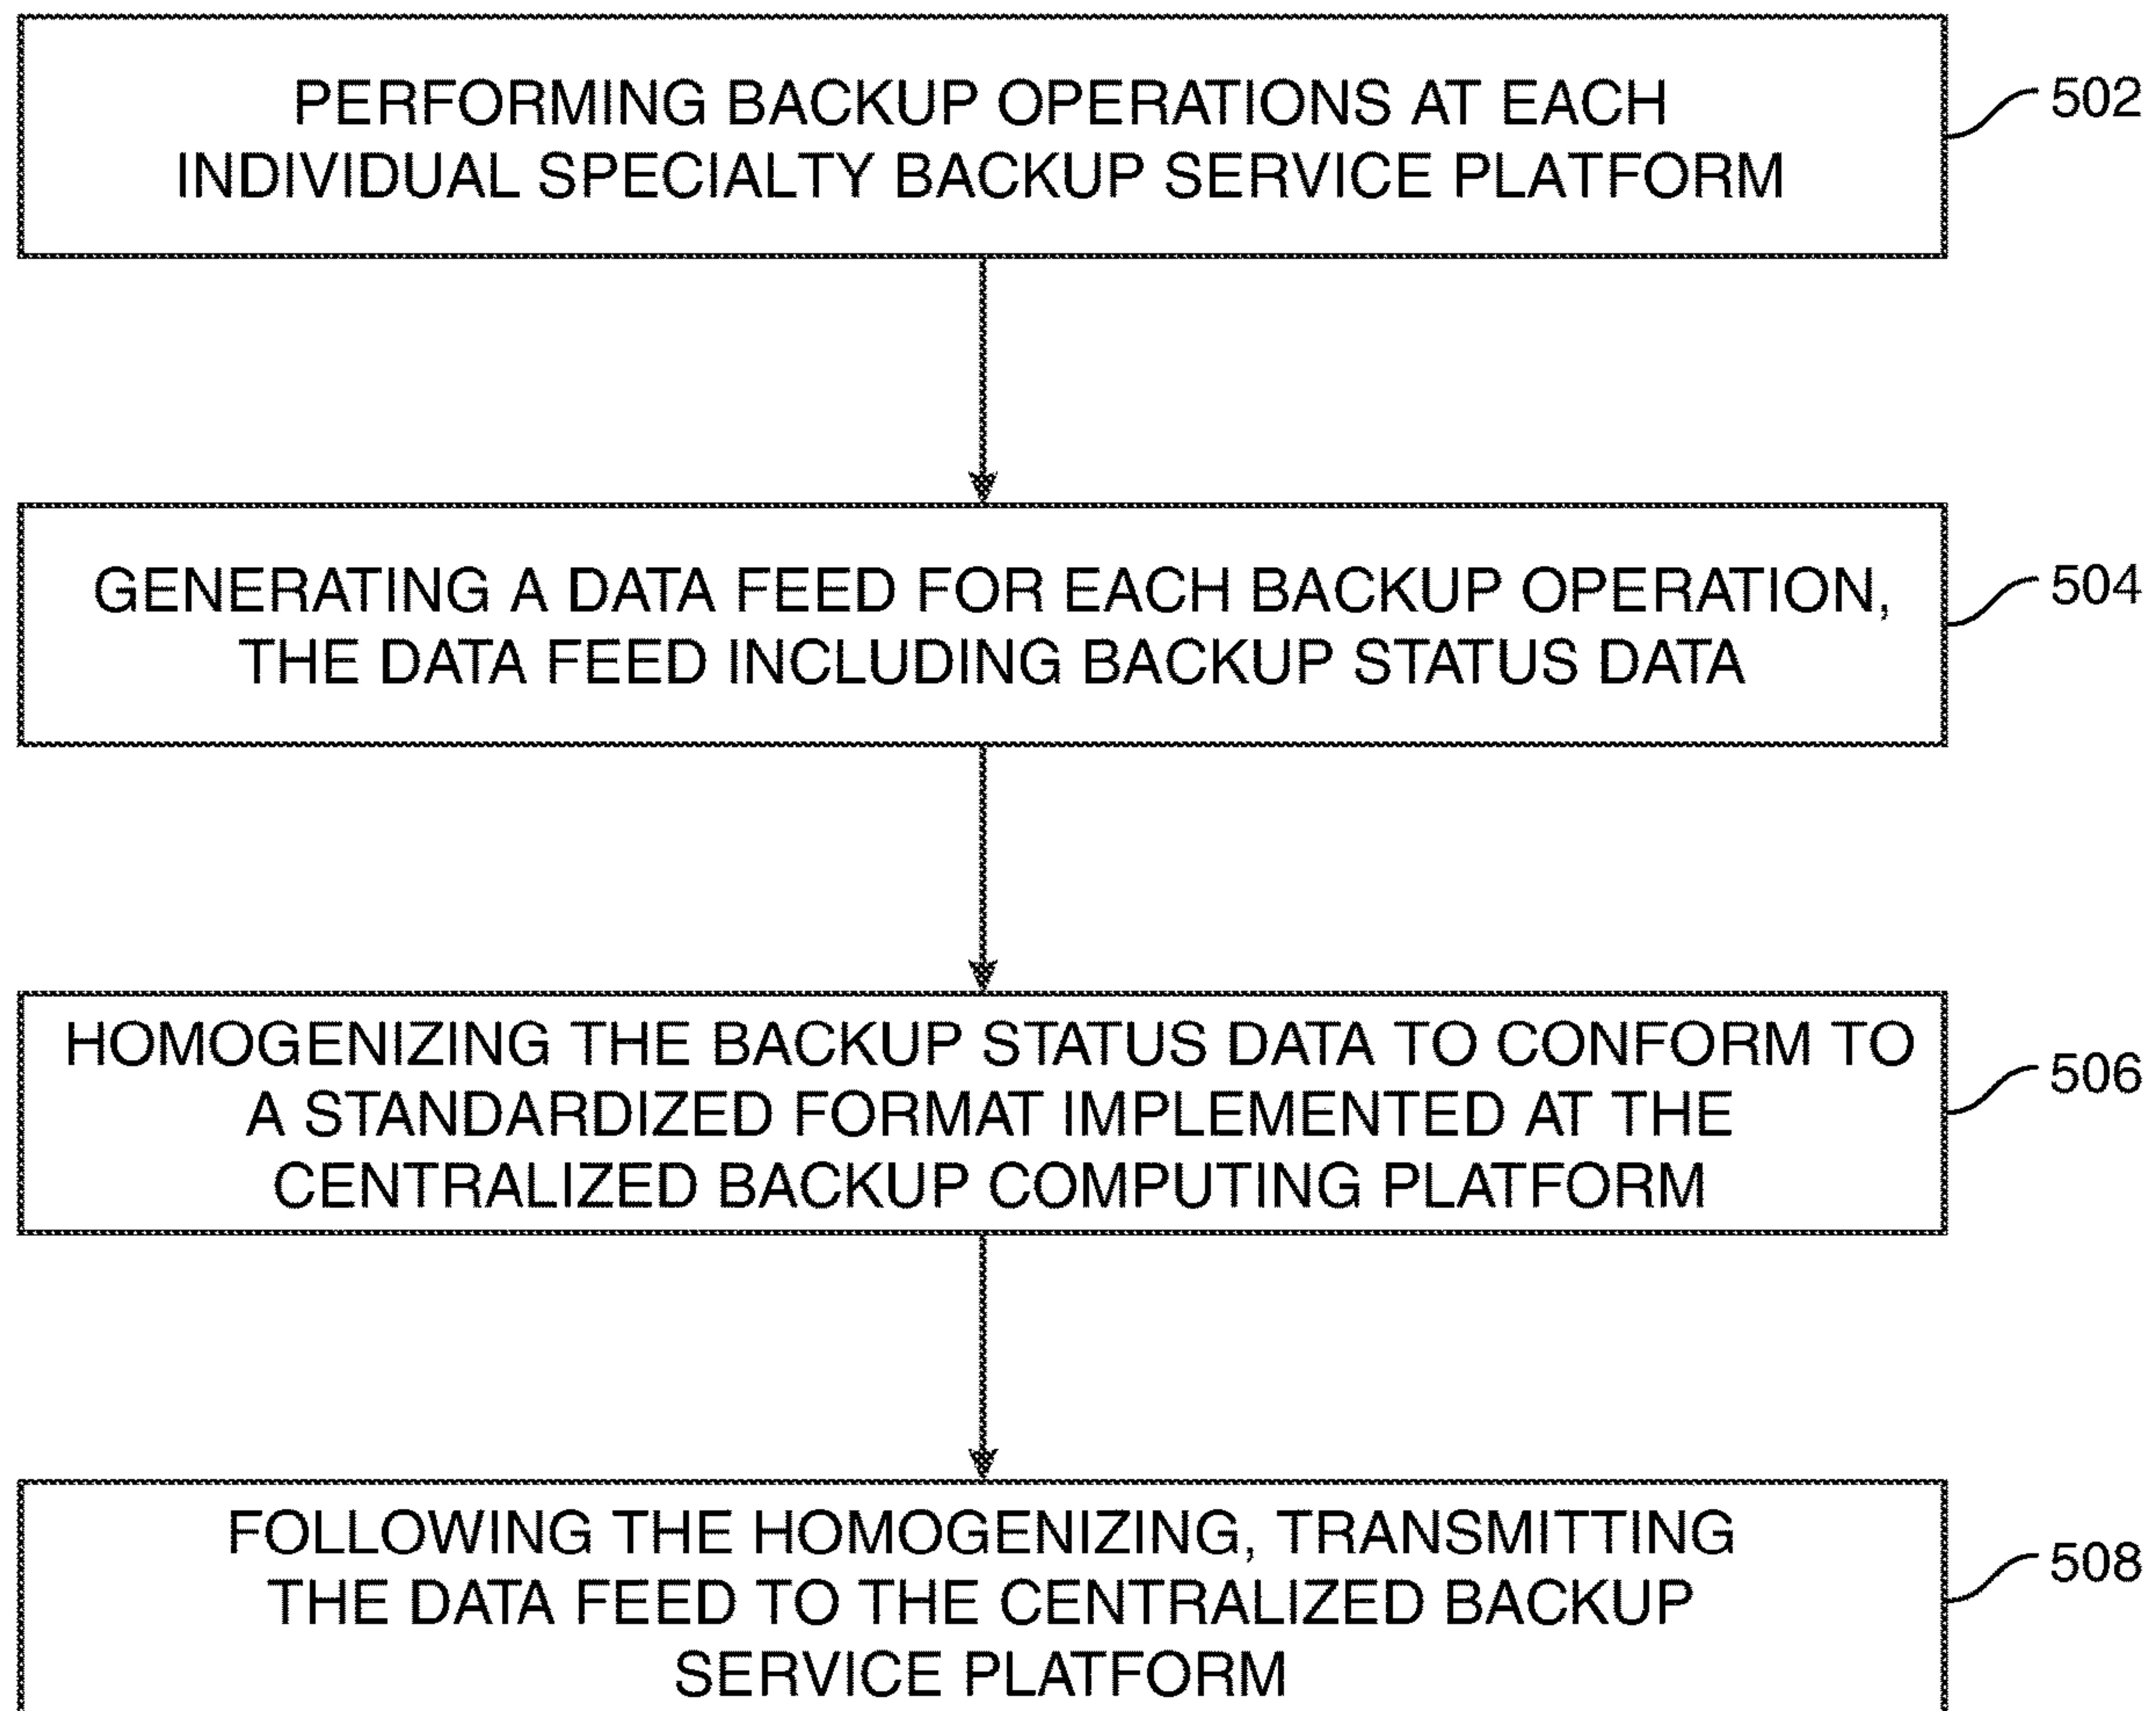 PERFORMING BACKUP OPERATIONS AT EACH
INDIVIDUAL SPECIALTY BACKUP SERVICE PLATFORM
502
GENERATING A DATA FEED FOR EACH BACKUP OPERATION,
THE DATA FEED INCLUDING BACKUP STATUS DATA
504
HOMOGENIZING THE BACKUP STATUS DATA TO CONFORM TO
A STANDARDIZED FORMAT IMPLEMENTED AT THE
CENTRALIZED BACKUP COMPUTING PLATFORM
506
FOLLOWING THE HOMOGENIZING, TRANSMITTING
THE DATA FEED TO THE CENTRALIZED BACKUP
SERVICE PLATFORM
508